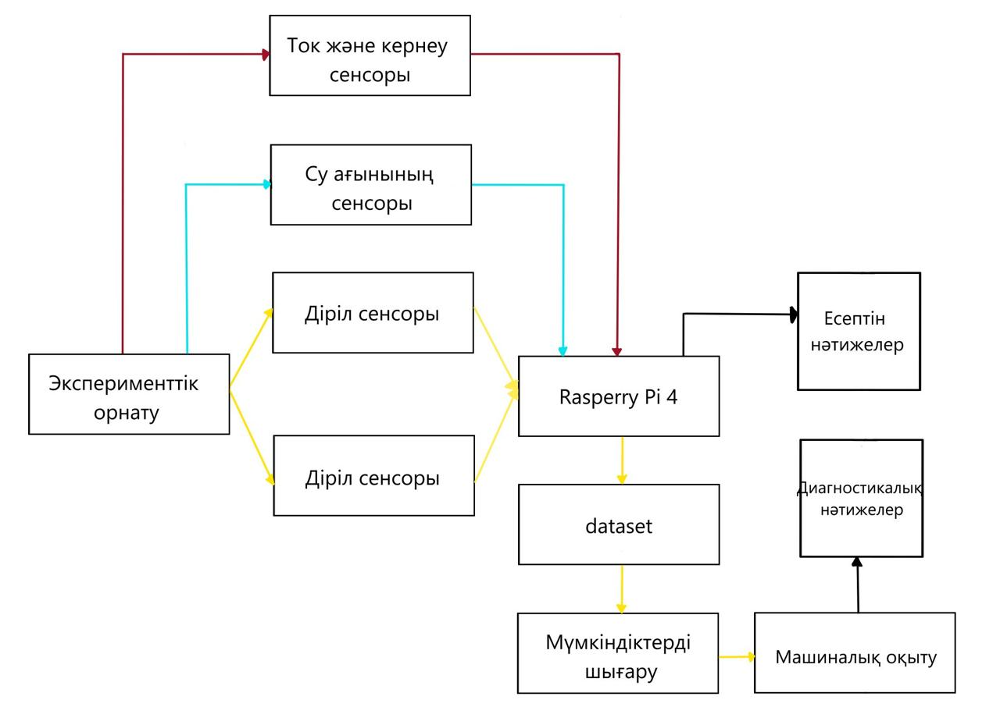 Ток және кернеу
сенсоры
Су ағынының
сенсоры
Діріл сенсоры
Эксперименттік
орнату
Діріл сенсоры
Rasperry Pi 4
Есептін
нәтижелер
dataset
Диагностикалық
нәтижелер
Мүмкіндіктерді
шығару
Машиналық оқыту